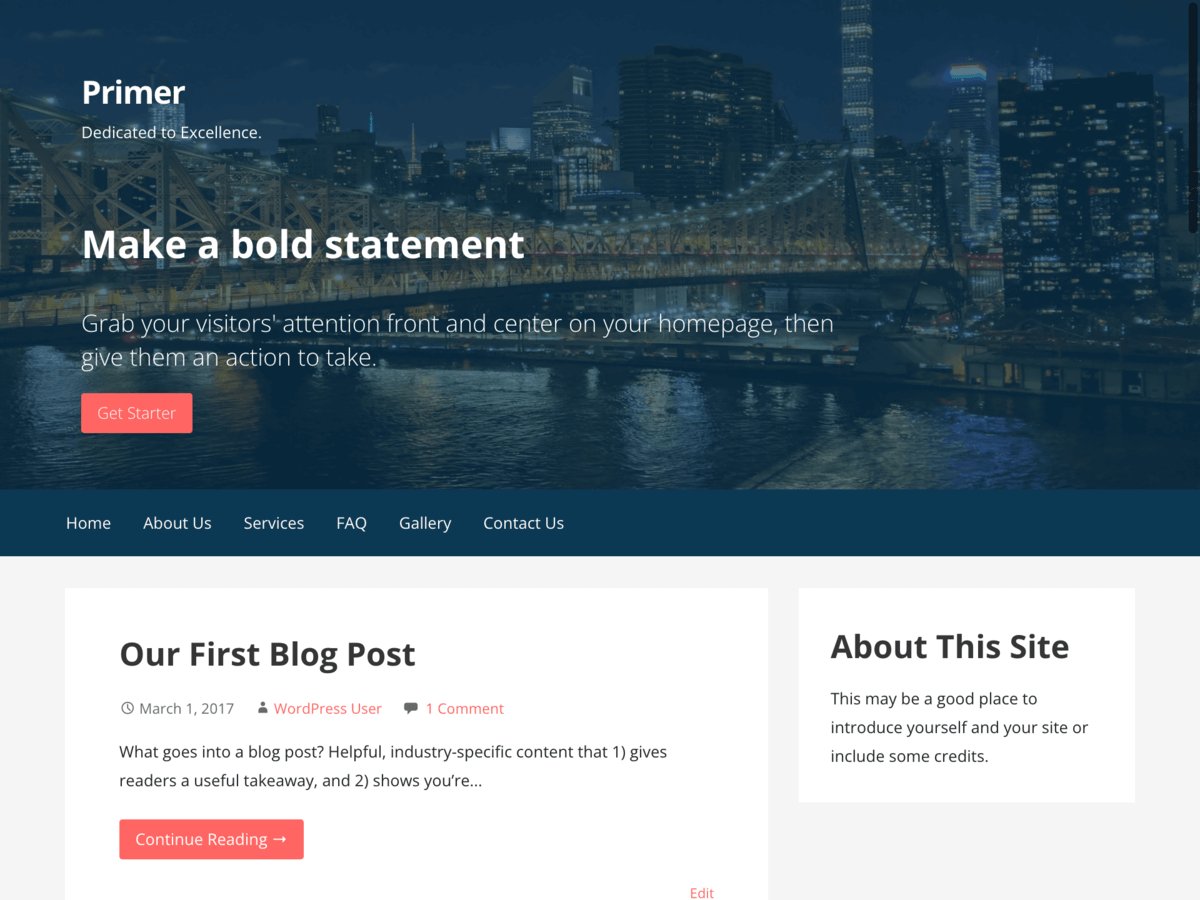 Primer
Dedicated to Excellence.
Make a bold statement
Grab your visitors' attention front and center on your homepage, then
give them an action to take.
Get Starter
Home About Us Services FAQ Gallery Contact Us
Our First Blog Post
March 1, 2017 WordPress User 1 Comment
What goes into a blog post? Helpful, industry-specific content that 1) gives
readers a useful takeaway, and 2) shows you’re...
Continue Reading →
Edit
About This Site
This may be a good place to
introduce yourself and your site or
include some credits.